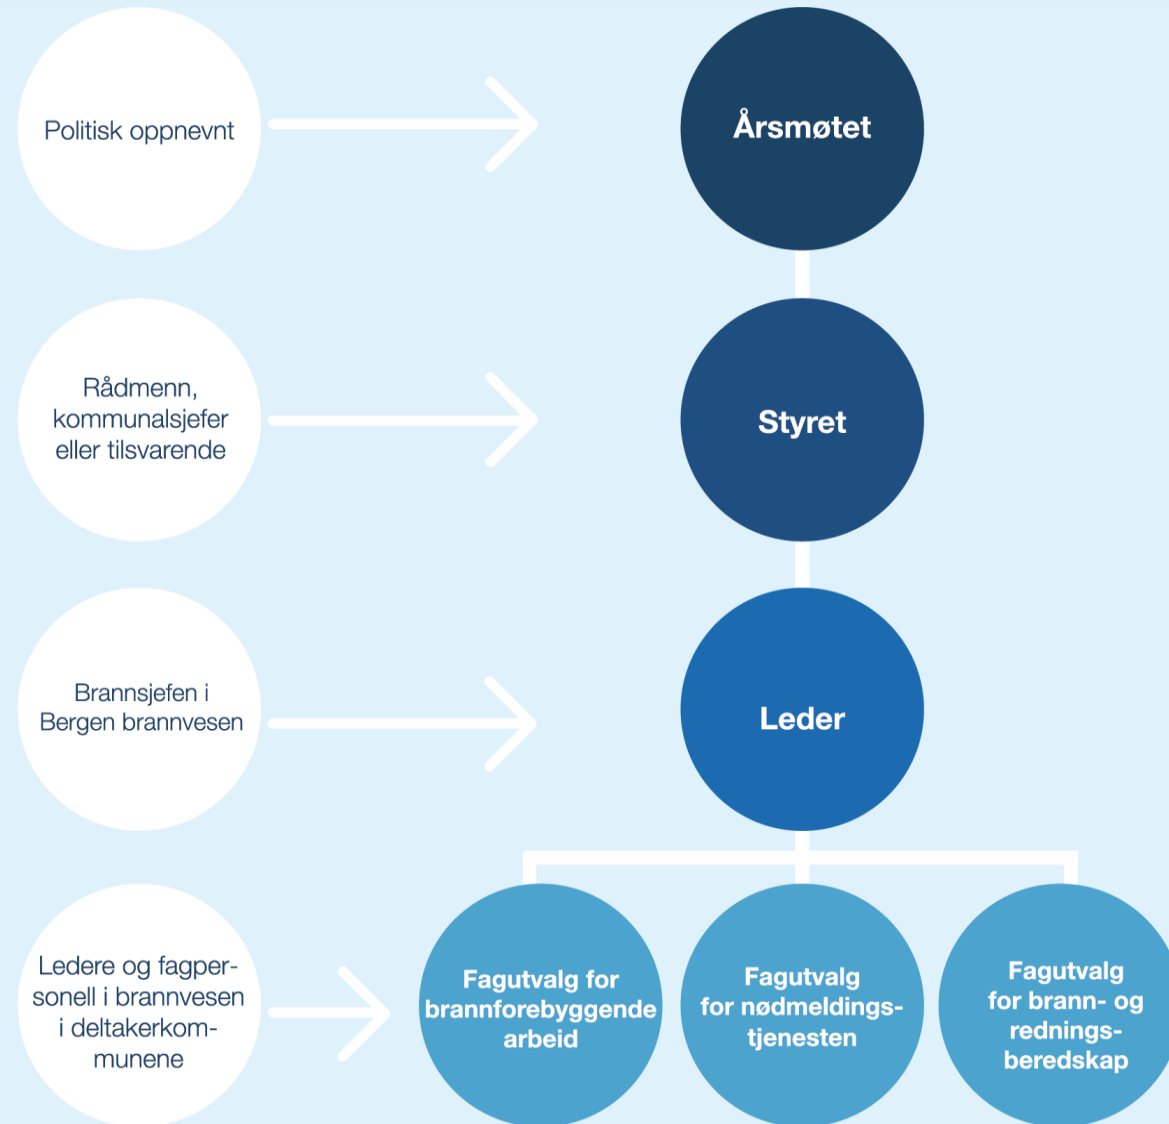 Politisk oppnevnt
Årsmøtet
Rådmenn,
kommunalsjefer
eller tilsvarende
Styret
Brannsjefen i
Bergen brannvesen
Leder
Ledere og fagper-
sonell i brannvesen
i deltakerkom-
munene
Fagutvalg for
brannforebyggende
arbeid
Fagutvalg
for nødmeldings-
tjenesten
Fagutvalg
for brann- og
rednings-
beredskap